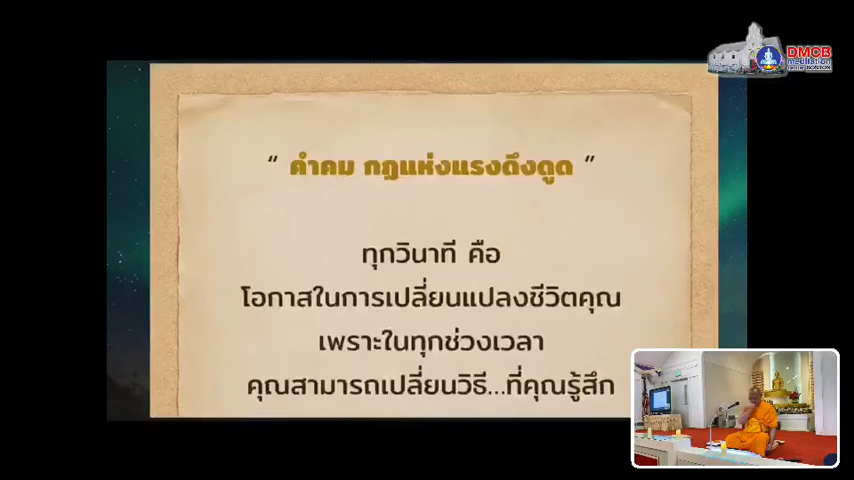 DMCB
meditation
center BOSTON
“ คำคม กฎแห่งแรงดึงดูด ”
ทุกวินาที คือ
โอกาสในการเปลี่ยนแปลงชีวิตคุณ
เพราะในทุกช่วงเวลา
คุณสามารถเปลี่ยนวิธี...ที่คุณรู้สึก